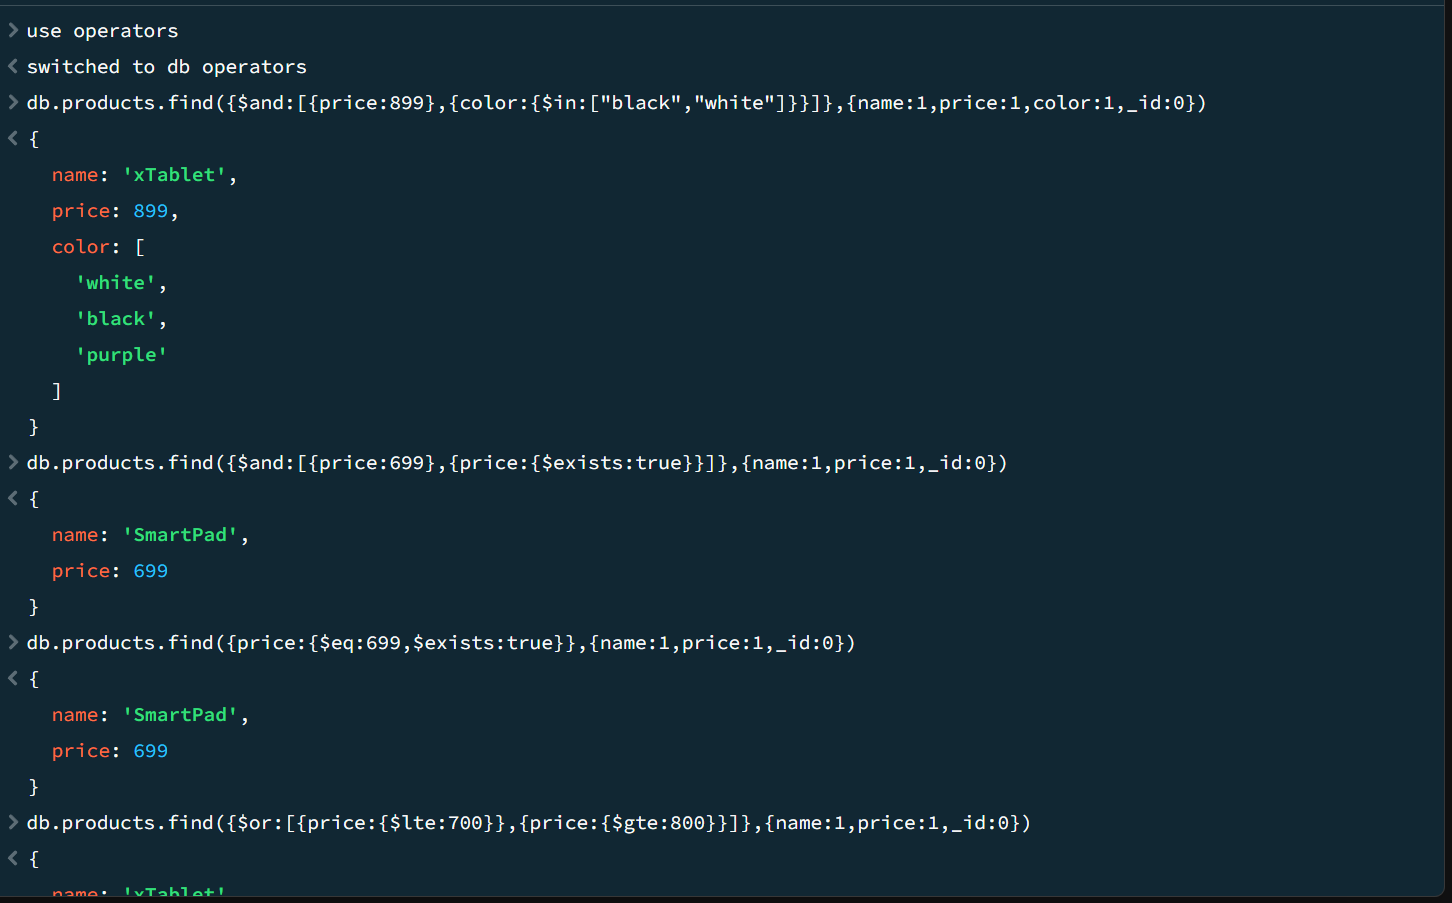 use operators
switched to db operators
db.products.find({$and:[{price:899},{color:{$in:["black","white"]}}]},{name:1,price:1,color:1,_id:0})
{
name: 'xTablet',
price: 899,
color: [
'white',
'black',
'purple'
]
}
db.products.find({$and:[{price:699},{price:{$exists:true}}]},{name:1,price:1,_id:0})
{
name: 'SmartPad',
price: 699
}
db.products.find({price:{$eq:699,$exists:true}},{name:1,price:1,_id:0})
{
name: 'SmartPad',
price: 699
}
db.products.find({$or:[{price:{$lte:700}},{price:{$gte:800}}]},{name:1,price:1,_id:0})
{
name: 'xTablet'